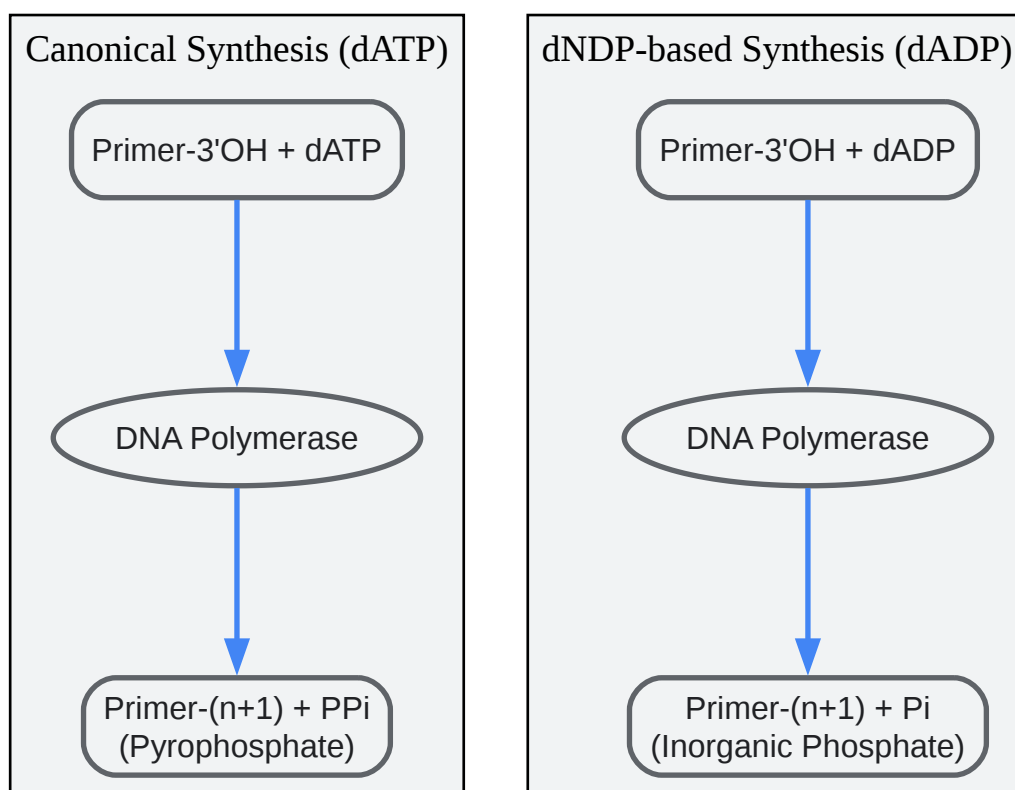 Canonical Synthesis (dATP)
Primer-3'OH + dATP
DNA Polymerase
Primer-(n+1) + PPi
(Pyrophosphate)
dNDP-based Synthesis (dADP)
Primer-3'OH + dADP
DNA Polymerase
Primer-(n+1) + Pi
(Inorganic Phosphate)